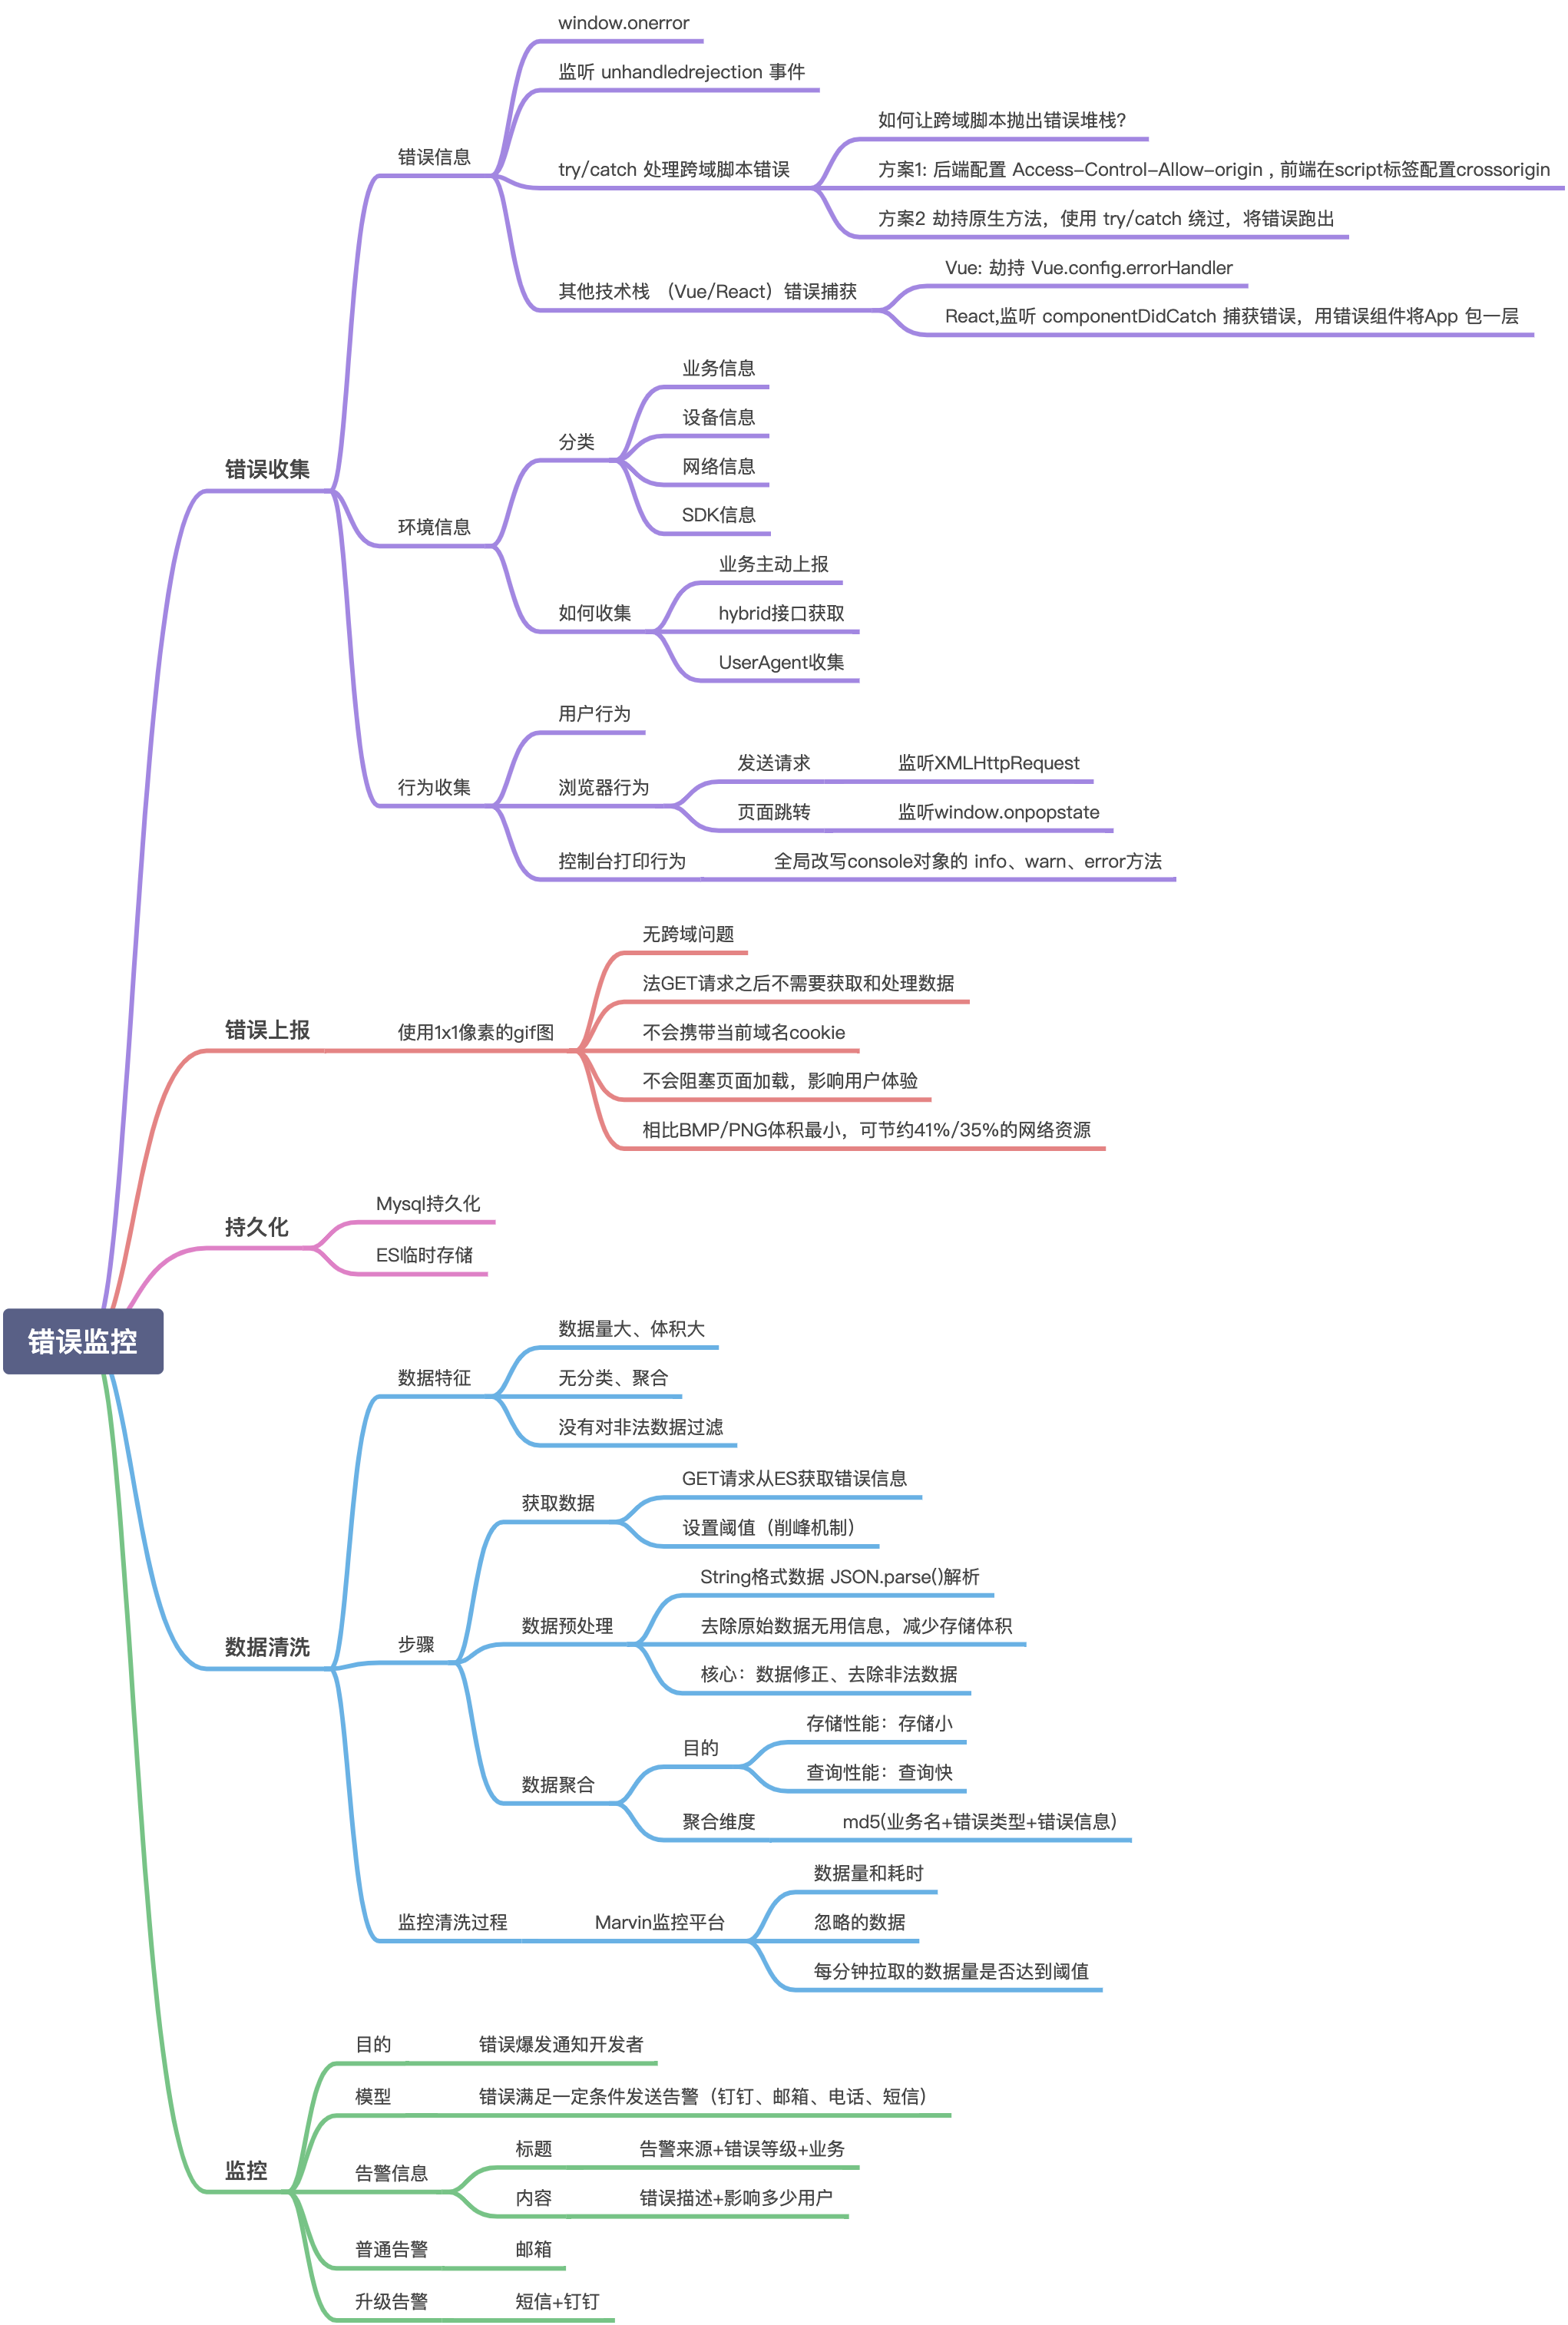 window.onerror
监听 unhandledrejection 事件
如何让跨域脚本抛出错误堆栈?
错误信息
try/catch 处理跨域脚本错误
方案1: 后端配置 Access-Control-Allow-origin , 前端在script标签配置crossorigin
方案2 劫持原生方法，使用 try/catch 绕过，将错误跑出
Vue: 劫持 Vue.config.errorHandler
其他技术栈 （Vue/React）错误捕获
React,监听 componentDidCatch 捕获错误，用错误组件将App 包一层
业务信息
设备信息
分类
网络信息
错误收集
SDK信息
环境信息
业务主动上报
如何收集
hybrid接口获取
UserAgent收集
用户行为
发送请求
监听XMLHttpRequest
行为收集
浏览器行为
页面跳转
监听window.onpopstate
控制台打印行为
全局改写console对象的 info、warn、error方法
无跨域问题
法GET请求之后不需要获取和处理数据
错误上报
使用1x1像素的gif图
不会携带当前域名cookie
不会阻塞页面加载，影响用户体验
相比BMP/PNG体积最小，可节约41%/35%的网络资源
Mysql持久化
持久化
ES临时存储
错误监控
数据量大、体积大
数据特征
无分类、聚合
没有对非法数据过滤
GET请求从ES获取错误信息
获取数据
设置阈值（削峰机制）
String格式数据 JSON.parse()解析
数据清洗
步骤
数据预处理
去除原始数据无用信息，减少存储体积
核心：数据修正、去除非法数据
存储性能：存储小
目的
查询性能：查询快
数据聚合
聚合维度
md5(业务名+错误类型+错误信息)
数据量和耗时
监控清洗过程
Marvin监控平台
忽略的数据
每分钟拉取的数据量是否达到阈值
目的
错误爆发通知开发者
模型
错误满足一定条件发送告警（钉钉、邮箱、电话、短信）
标题
告警来源+错误等级+业务
监控
告警信息
内容
错误描述+影响多少用户
普通告警
邮箱
升级告警
短信+钉钉